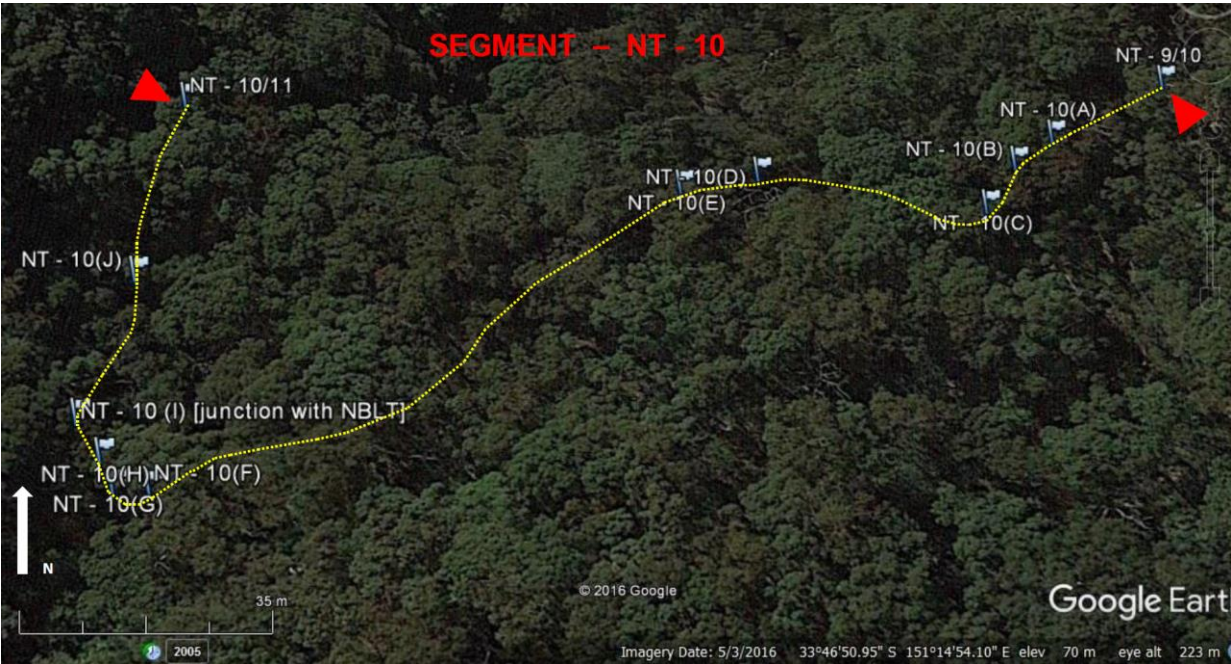 SEGMENT – NT - 10
NT - 9/10
NT - 10/11
NT - 10(A)
NT - 10(B)
NT - 10(D)
NT - 10(E)
NT - 10(C)
NT - 10(J)
NT - 10 (I) [junction with NBLT]
NT - 10(H)
NT - 10(F)
NT - 10(G)
N
© 2016 Google
Google Eart
35 m
2005
Imagery Date: 5/3/2016 33°46'50.95" S 151°14'54.10" E elev 70 m eye alt 223 m